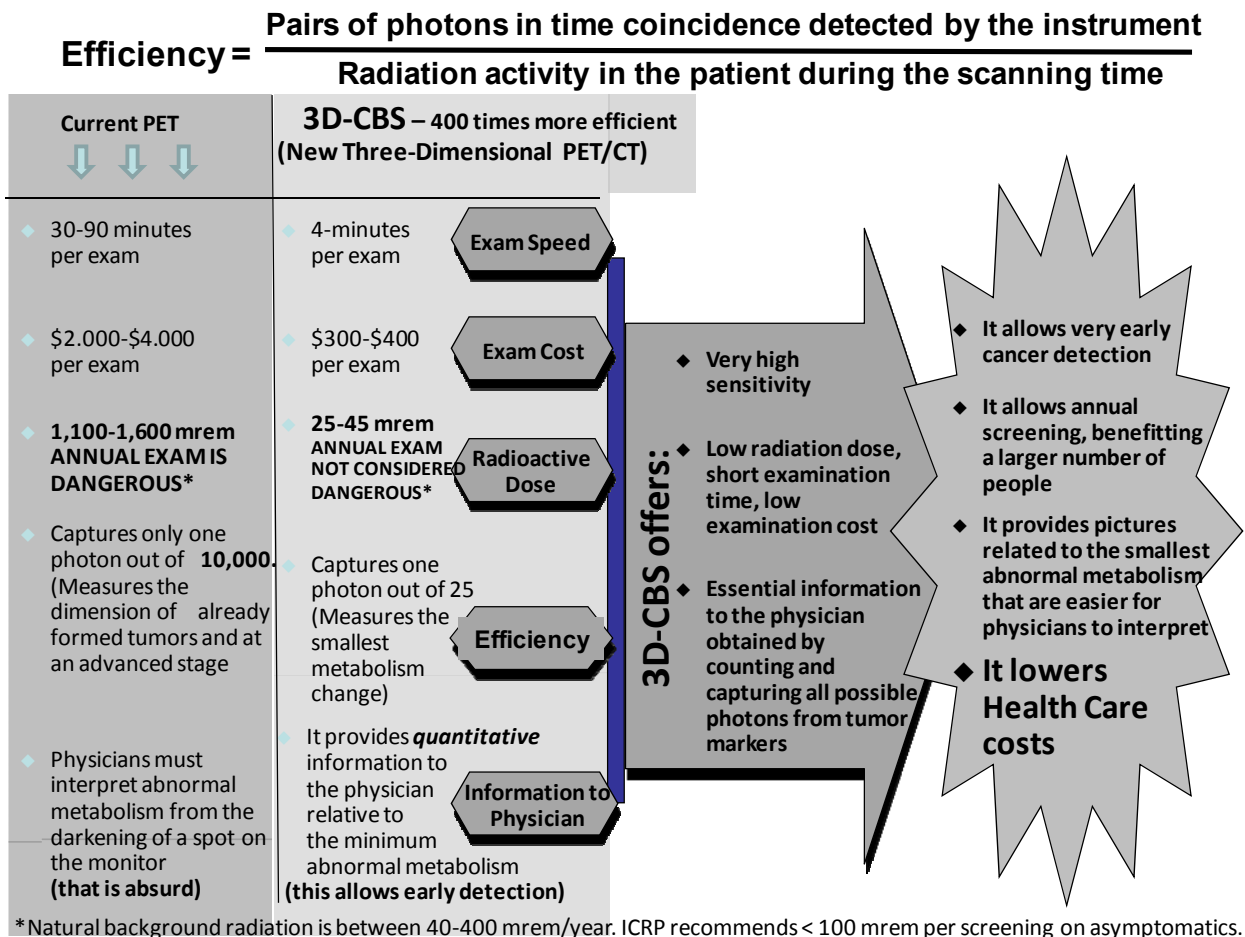 Efficiency =
Pairs of photons in time coincidence detected by the instrument
Radiation activity in the patient during the scanning time
Current PET
3D-CBS – 400 times more efficient
(New Three-Dimensional PET/CT)
30-90 minutes
per exam
4-minutes
per exam
Exam Speed
$2.000-$4.000
per exam
$300-$400
per exam
Exam Cost
1,100-1,600 mrem
ANNUAL EXAM IS
DANGEROUS*
25-45 mrem
ANNUAL EXAM
NOT CONSIDERED
DANGEROUS*
Radioactive
Dose
Captures only one
photon out of 10,000.
(Measures the
dimension of already
formed tumors and at
an advanced stage
Captures one
photon out of 25
(Measures the
smallest
metabolism
change)
Efficiency
Physicians must
interpret abnormal
metabolism from the
darkening of a spot on
the monitor
(that is absurd)
It provides quantitative
information to
the physician
relative to
the minimum
abnormal metabolism
(this allows early detection)
Information to
Physician
3D-CBS offers:
Very high
sensitivity
Low radiation dose,
short examination
time, low
examination cost
Essential information
to the physician
obtained by
counting and
capturing all possible
photons from tumor
markers
It allows very early
cancer detection
It allows annual
screening, benefitting
a larger number of
people
It provides pictures
related to the smallest
abnormal metabolism
that are easier for
physicians to interpret
It lowers
Health Care
costs
*Natural background radiation is between 40-400 mrem/year. ICRP recommends < 100 mrem per screening on asymptomatics.